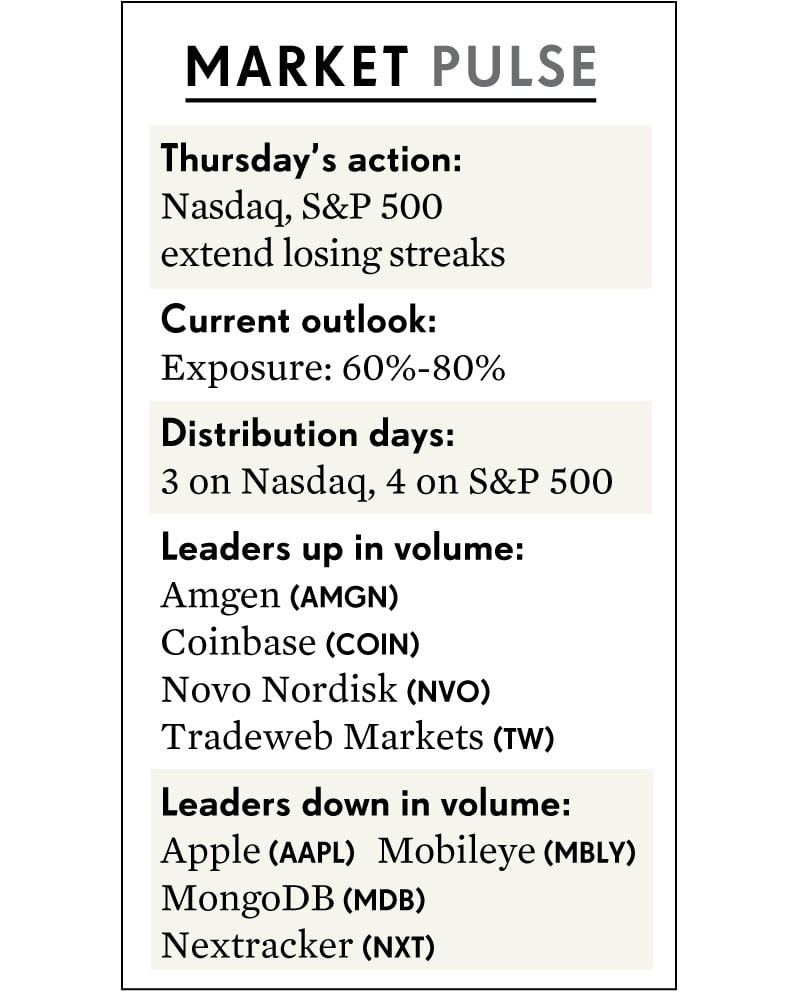 MARKET PULSE
Thursday's action:
Nasdaq, S&P 500
extend losing streaks
Current outlook:
Exposure: 60%-80%
Distribution days:
3 on Nasdaq, 4 on S&P 500
Leaders up in volume:
Amgen (AMGN)
Coinbase (COIN)
Novo Nordisk (NVO)
Tradeweb Markets (TW)
Leaders down in volume:
Apple (AAPL) Mobileye (MBLY)
MongoDB (MDB)
Nextracker (NXT)